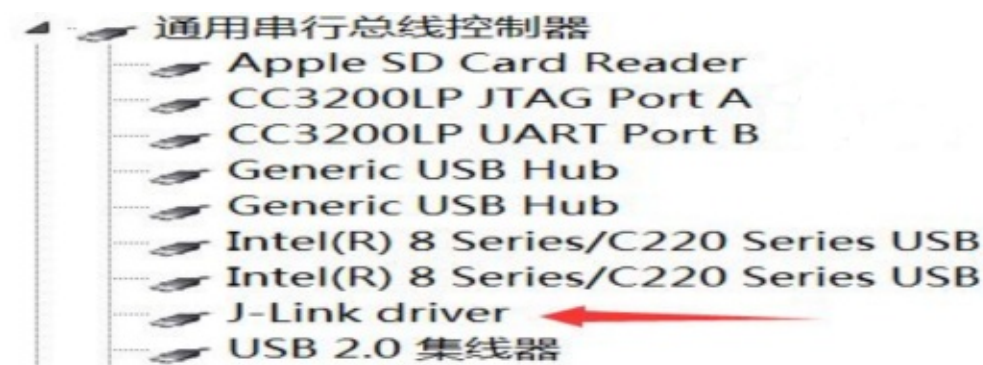 通用串行总线控制器
Apple SD Card Reader
CC3200LP JTAG Port A
CC3200LP UART Port B
Generic USB Hub
Generic USB Hub
Intel(R) 8 Series/C220 Series USB
Intel(R) 8 Series/C220 Series USB
J-Link driver
USB 2.0 集线器